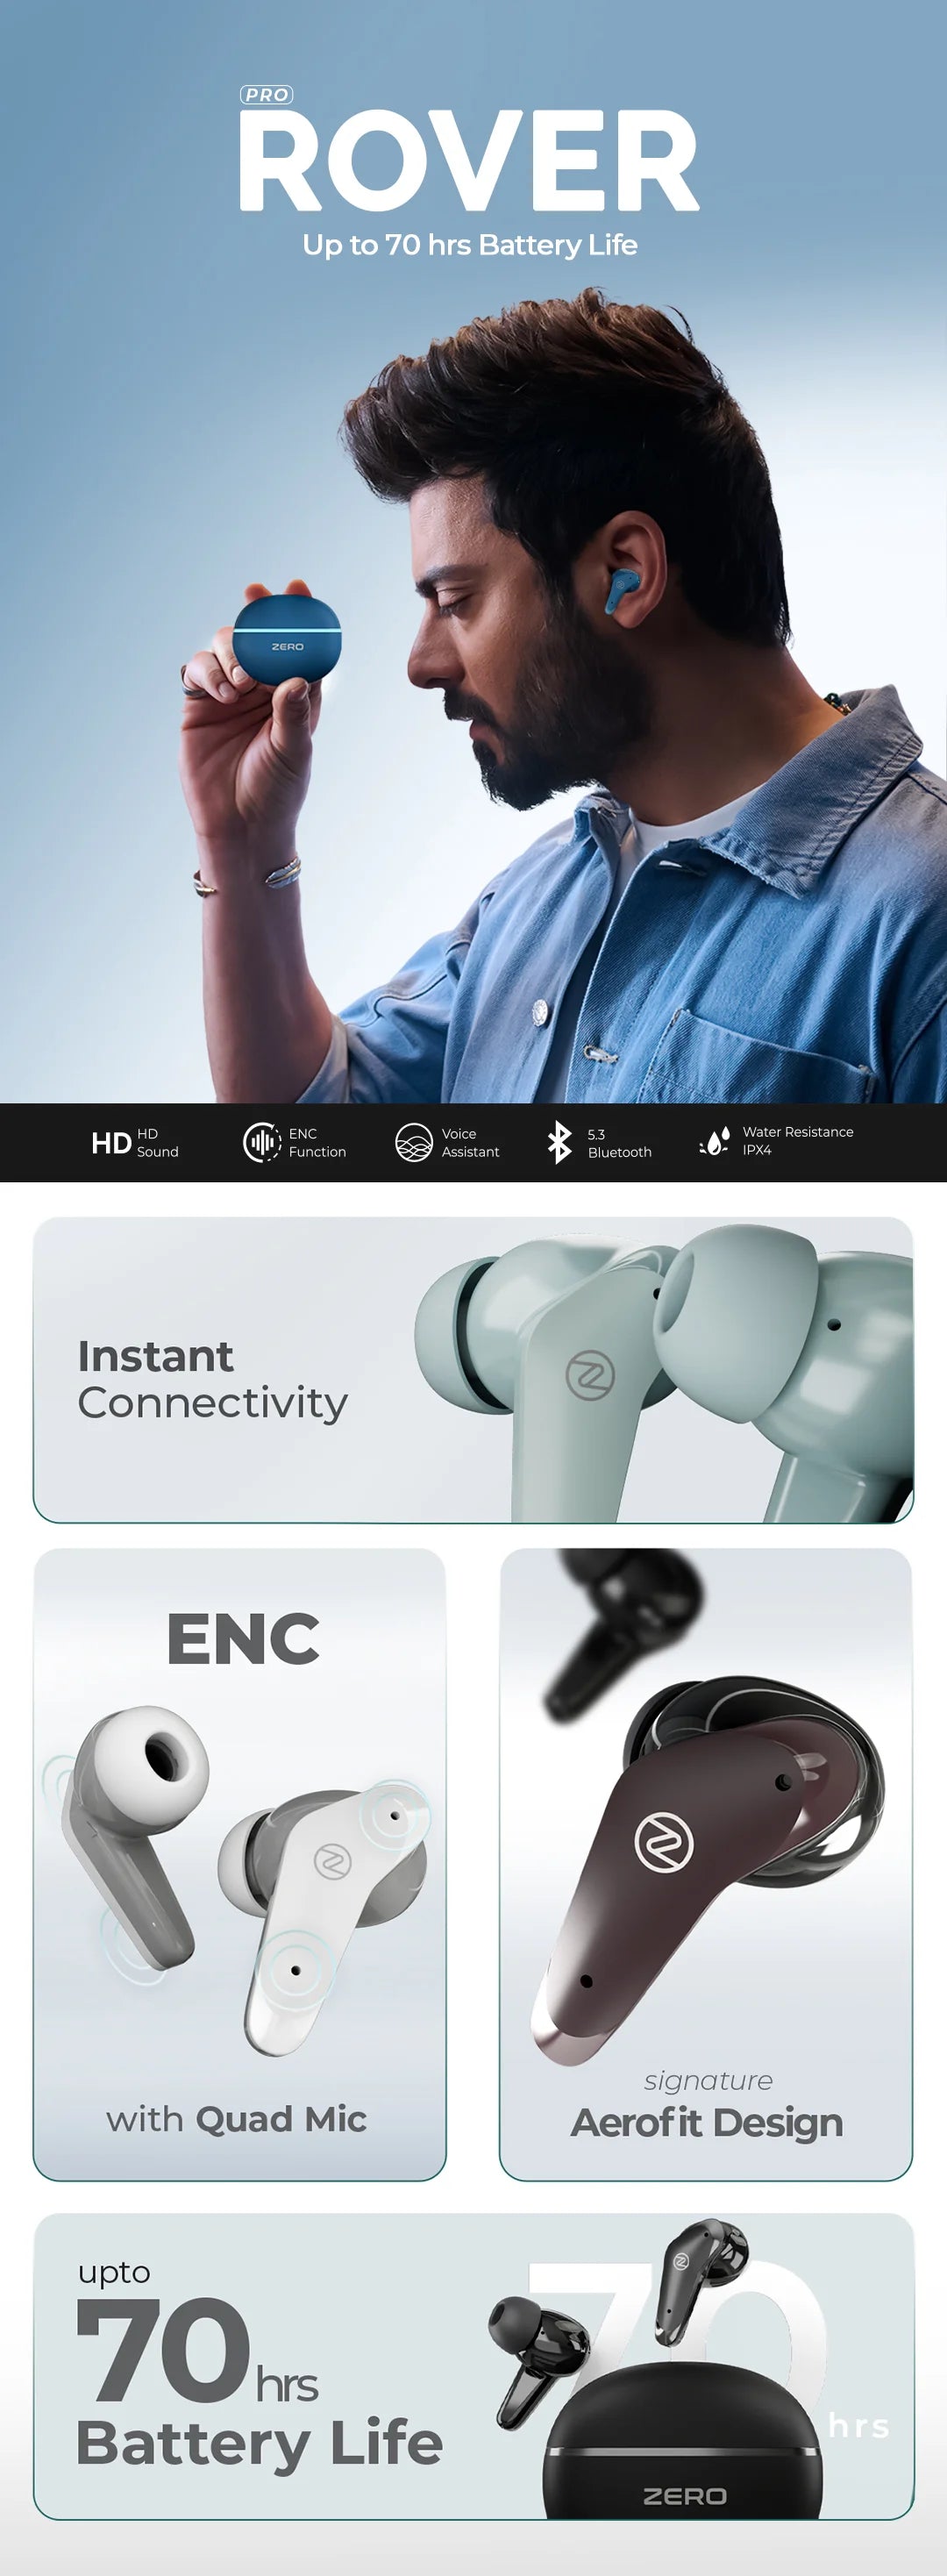 PRO
ROVER
Up to 70 hrs Battery Life
ZERO
HD
HD
Sound
ENC
Function
Voice
Assistant
5.3
Bluetooth
Water Resistance
IPX4
Instant
Connectivity
ENC
with Quad Mic
signature
Aerofit Design
upto
70 hrs
Battery Life
70
hrs
ZERO